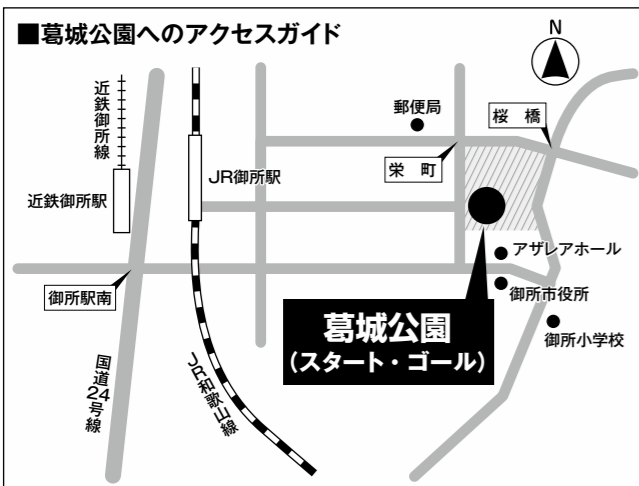 ■葛城公園へのアクセスガイド
N
近鉄御所線
郵便局
桜 橋
栄 町
JR御所駅
近鉄御所駅
アザレアホール
御所市役所
御所駅南
葛城公園
(スタート・ゴール)
御所小学校
国道24号線
JR和歌山線